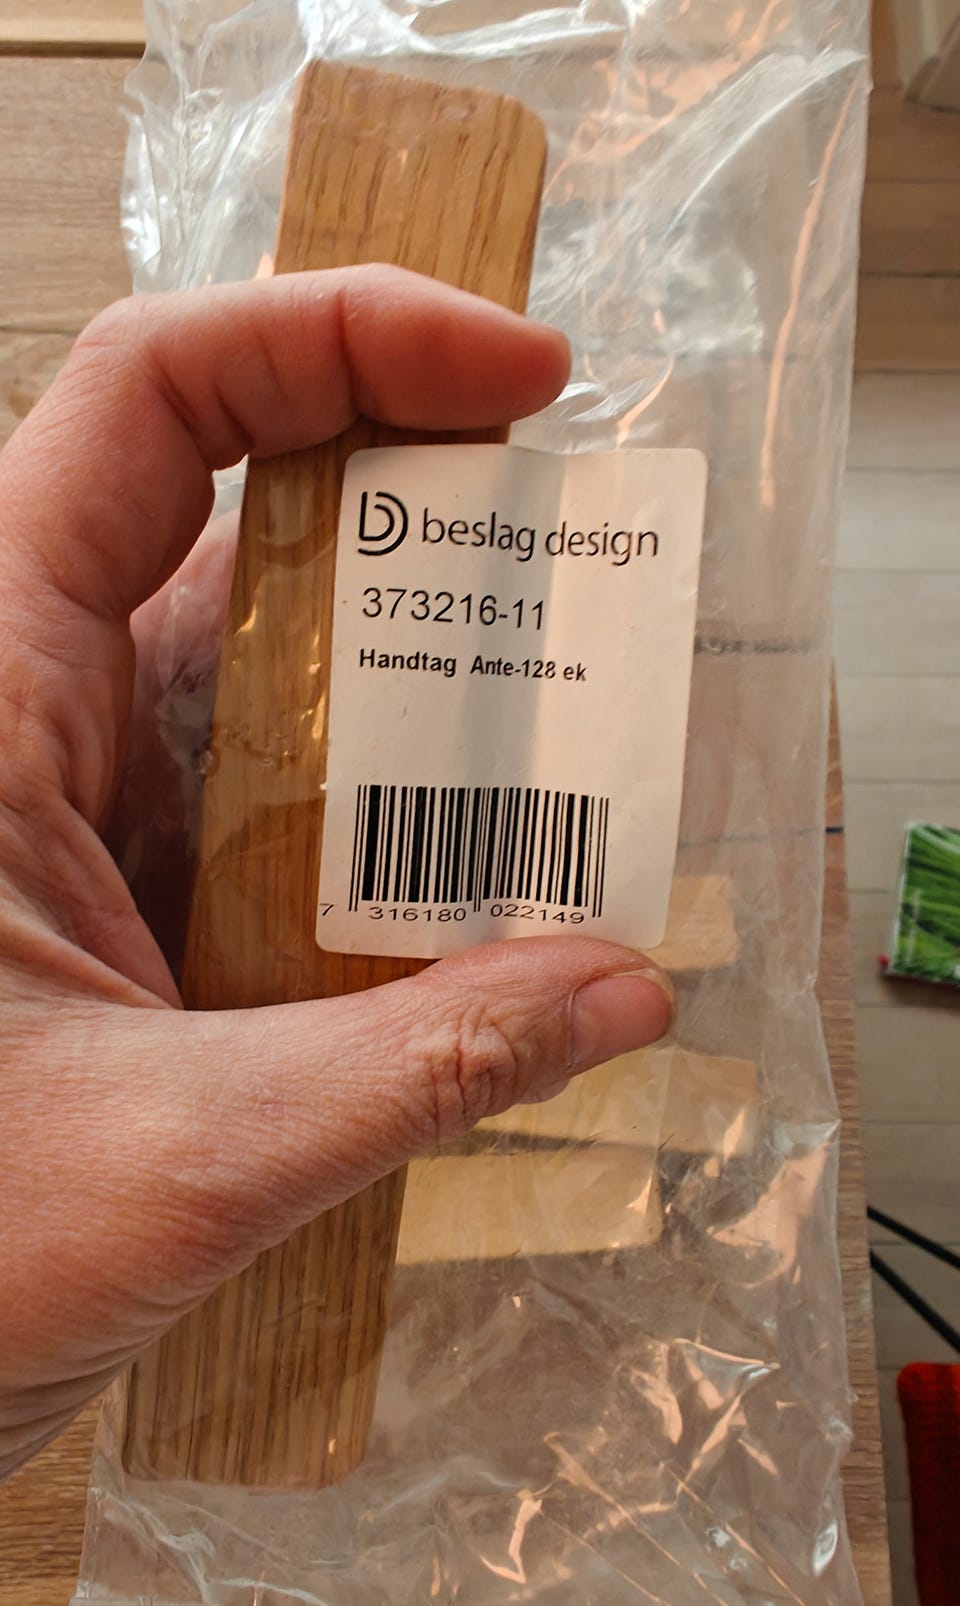 beslag design
373216-11
Handtag Ante-128 ek
7 316180 022149